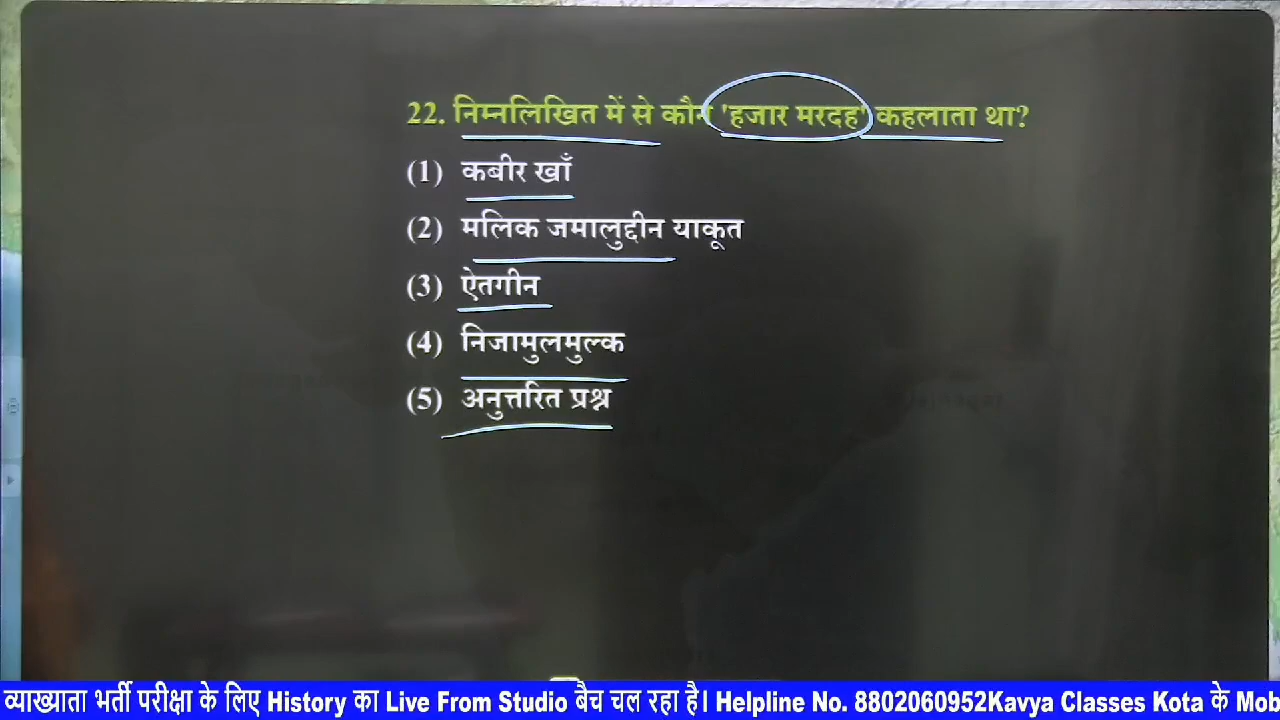 22. निम्नलिखित में से कौन 'हजार मरदह' कहलाता था?
(1) कबीर खाँ
(2) मलिक जमालुद्दीन याकूत
(3) ऐतगीन
(4) निजामुलमुल्क
(5) अनुत्तरित प्रश्न
व्याख्याता भर्ती परीक्षा के लिए History का Live From Studio बैच चल रहा है। Helpline No. 8802060952Kavya Classes Kota के Mob